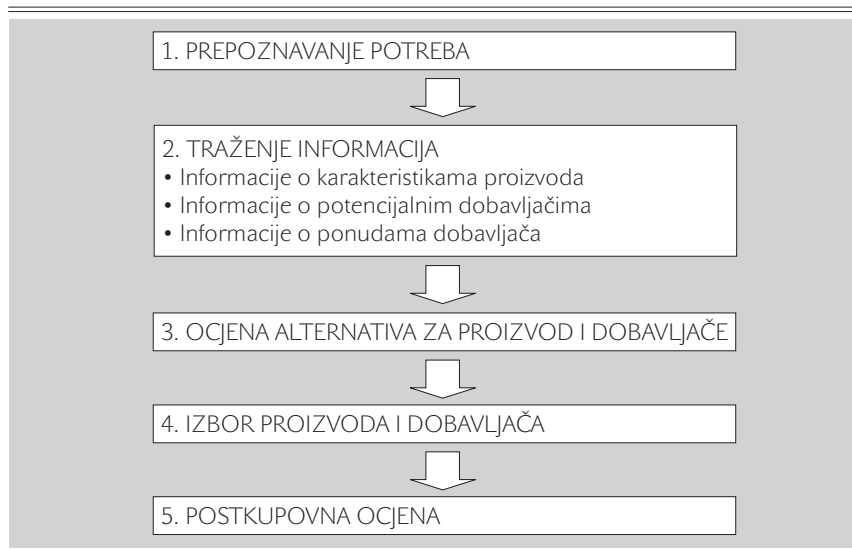 1. PREPOZNAVANJE POTREBA
2. TRAŽENJE INFORMACIJA
• Informacije o karakteristikama proizvoda
• Informacije o potencijalnim dobavljačima
• Informacije o ponudama dobavljača
3. OCJENA ALTERNATIVA ZA PROIZVOD I DOBAVLJAČE
4. IZBOR PROIZVODA I DOBAVLJAČA
5. POSTKUPOVNA OCJENA